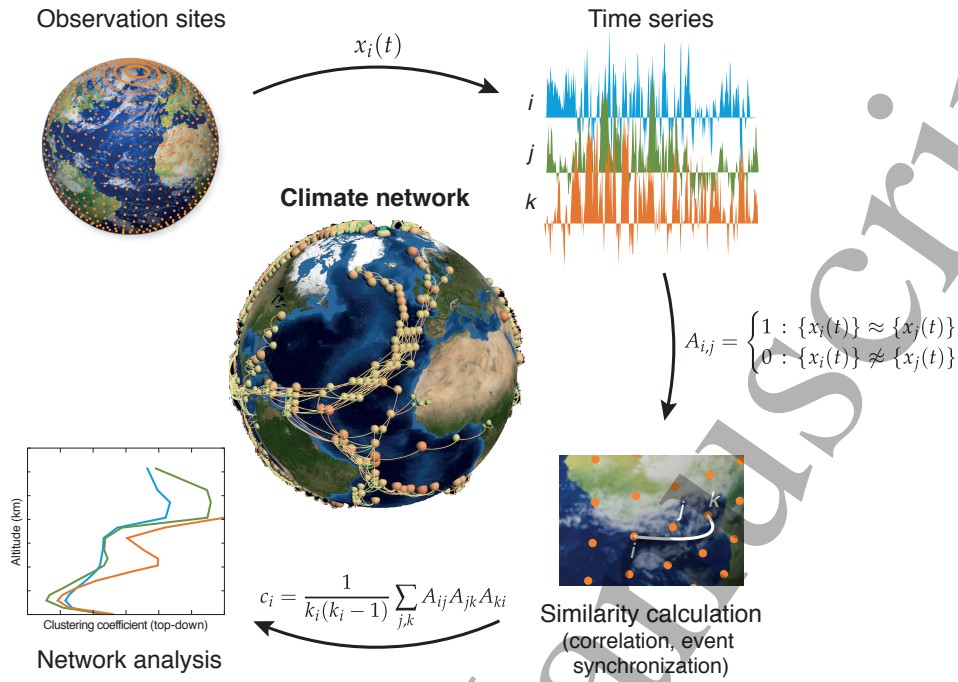 Observation sites
x_i(t)
Time series
i
j
k
Climate network
A_{i,j} = { 1 : {x_i(t)} ≈ {x_j(t)}
0 : {x_i(t)} ≉ {x_j(t)}
j
k
i
Altitude (km)
Clustering coefficient (top-down)
Network analysis
c_i = \frac{1}{k_i(k_i − 1)} \sum_{j,k} A_{ij} A_{jk} A_{ki}
Similarity calculation
(correlation, event
synchronization)